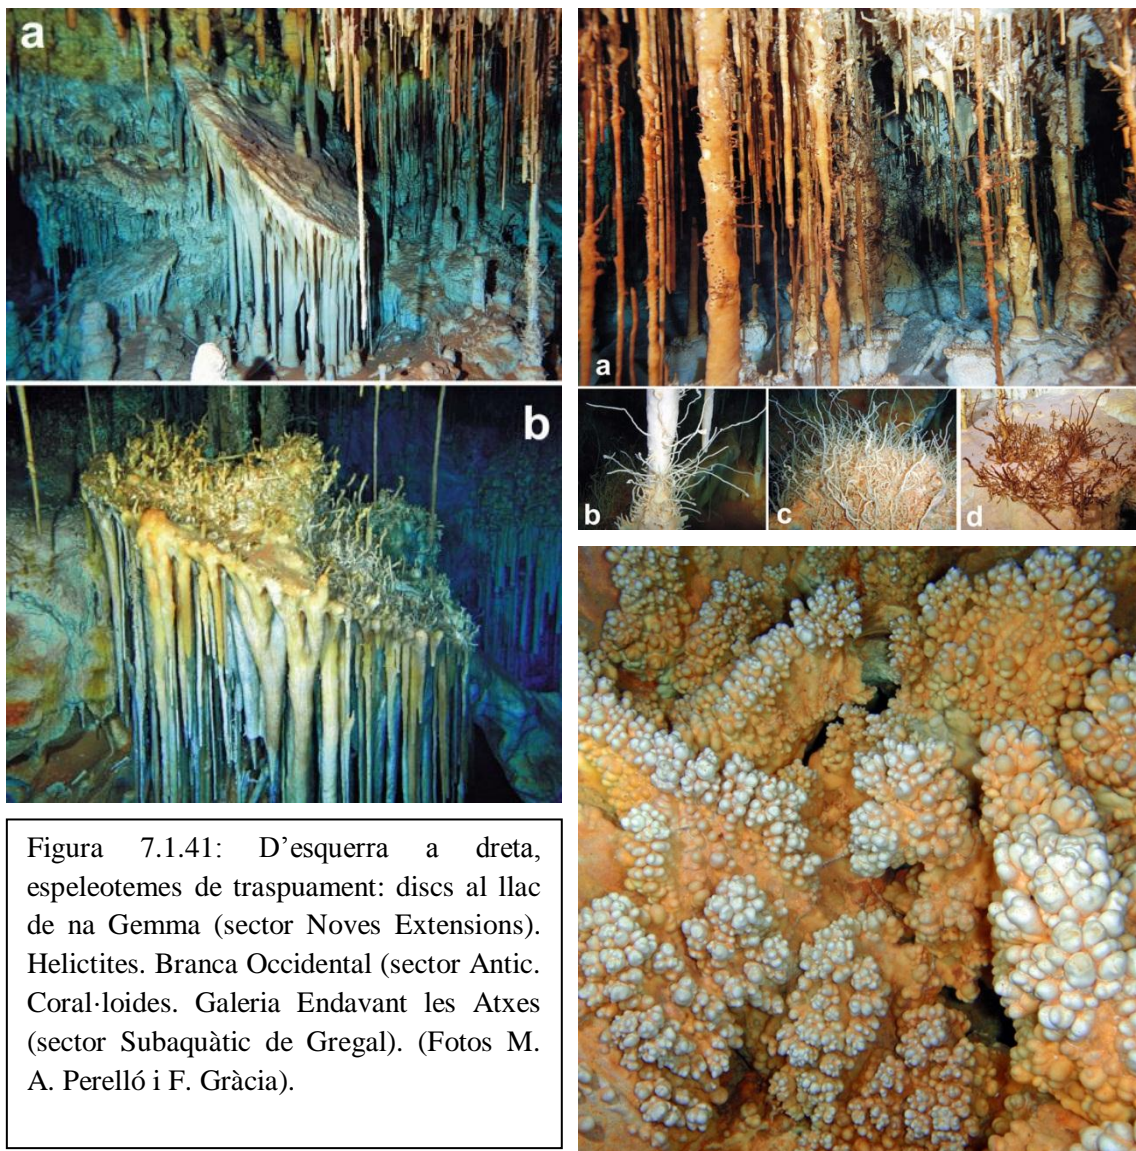 a
b
a
b
c
d
Figura 7.1.41: D’esquerra a dreta,
espeleotemes de traspuament: discs al llac
de na Gemma (sector Noves Extensions).
Helictites. Branca Occidental (sector Antic.
Coral·loides. Galeria Endavant les Atxes
(sector Subaquàtic de Gregal). (Fotos M.
A. Perelló i F. Gràcia).